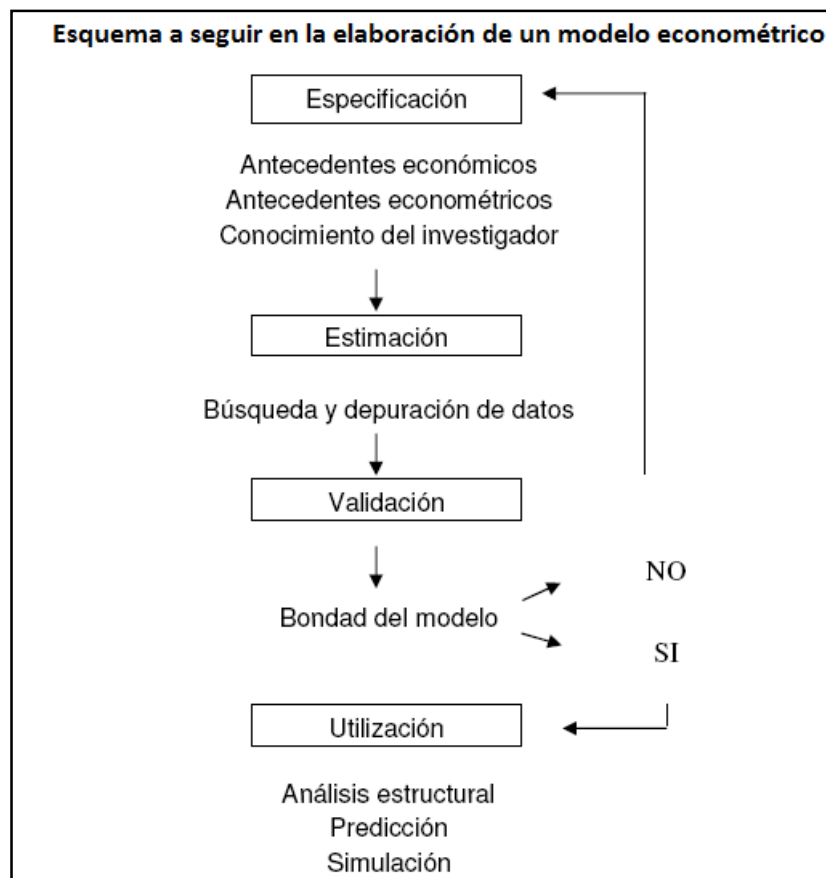 Esquema a seguir en la elaboración de un modelo econométrico
Especificación
Antecedentes económicos
Antecedentes econométricos
Conocimiento del investigador
Estimación
Búsqueda y depuración de datos
Validación
NO
Bondad del modelo
SI
Utilización
Análisis estructural
Predicción
Simulación